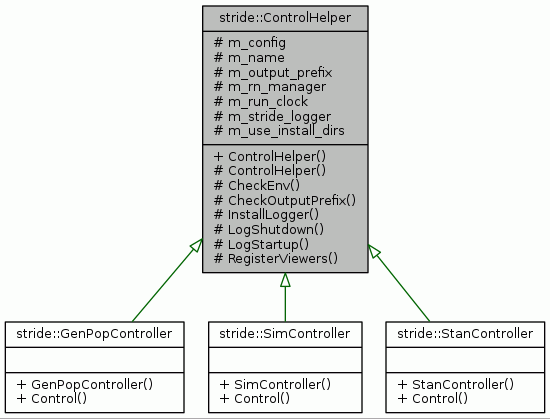 stride::ControlHelper
# m_config
# m_name
# m_output_prefix
# m_rn_manager
# m_run_clock
# m_stride_logger
# m_use_install_dirs
+ ControlHelper()
# ControlHelper()
# CheckEnv()
# CheckOutputPrefix()
# InstallLogger()
# LogShutdown()
# LogStartup()
# RegisterViewers()
stride::GenPopController
+ GenPopController()
+ Control()
stride::SimController
+ SimController()
+ Control()
stride::StanController
+ StanController()
+ Control()